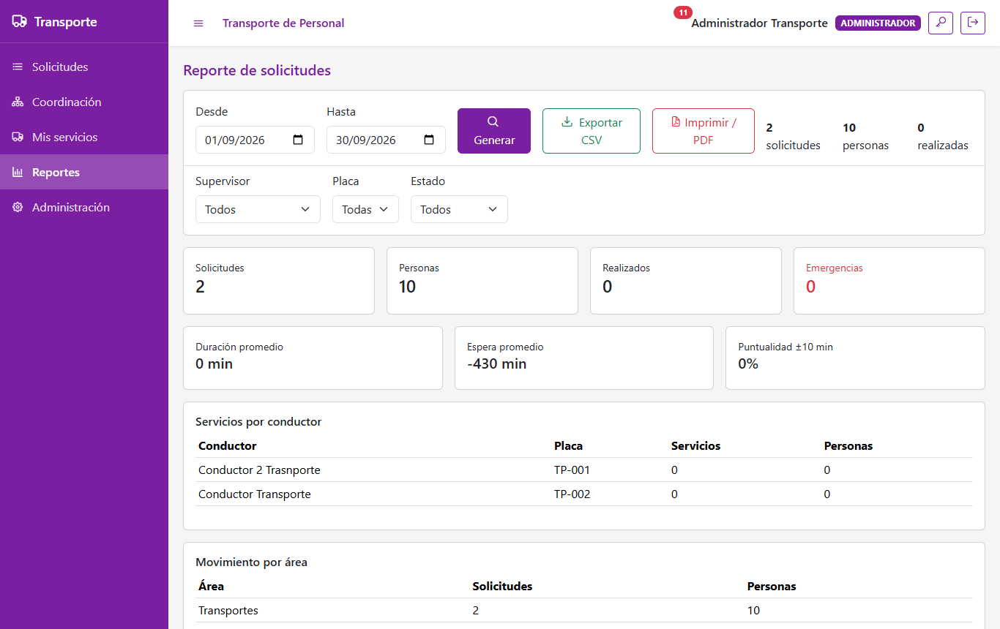 Transporte
Solicitudes
Coordinación
Mis servicios
Reportes
Administración
Transporte de Personal
11
Administrador Transporte
ADMINISTRADOR
Reporte de solicitudes
Desde
01/09/2026
Hasta
30/09/2026
Generar
Exportar
CSV
Imprimir /
PDF
2
solicitudes
10
personas
0
realizadas
Supervisor
Todos
Placa
Todas
Estado
Todos
Solicitudes
2
Personas
10
Realizados
0
Emergencias
0
Duración promedio
0 min
Espera promedio
-430 min
Puntualidad ±10 min
0%
Servicios por conductor
Conductor Placa Servicios Personas
Conductor 2 Trasnporte TP-001 0 0
Conductor Transporte TP-002 0 0
Movimiento por área
Área Solicitudes Personas
Transportes 2 10